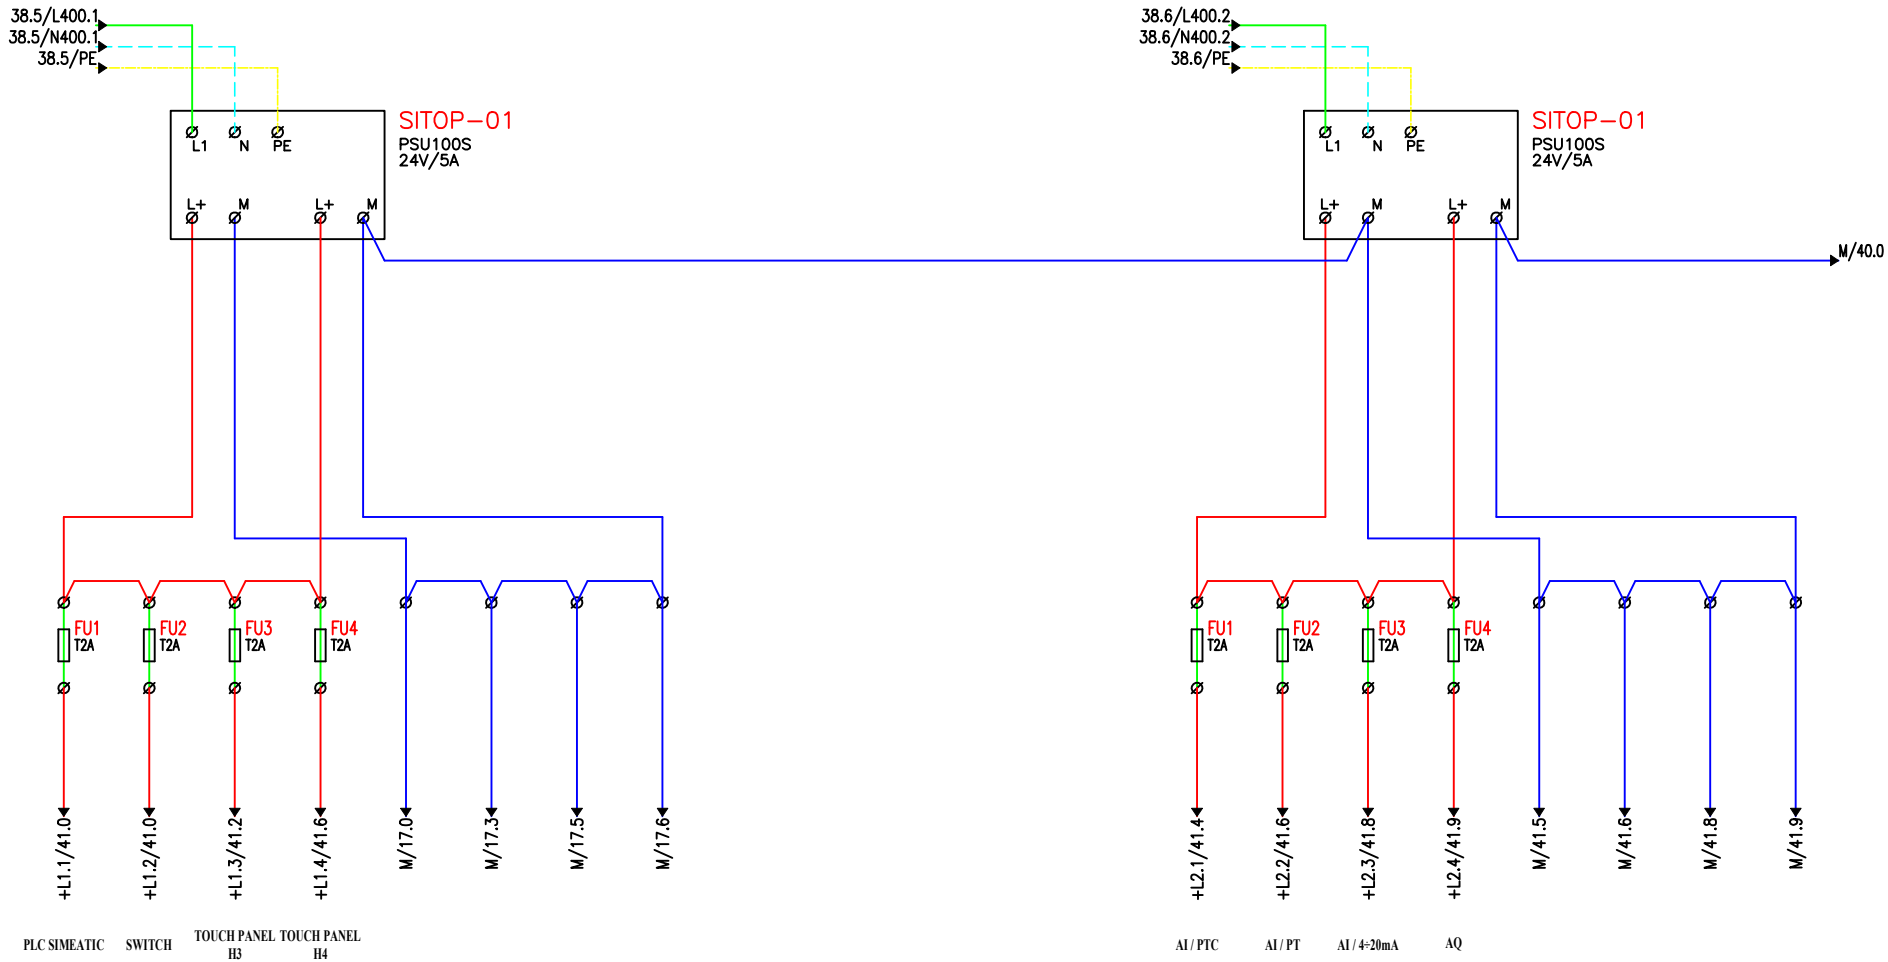 38.5/L400.1
38.5/N400.1
38.5/PE
L1 N PE
SITOP-01
PSU100S
24V/5A
L+ M L+ M
38.6/L400.2
38.6/N400.2
38.6/PE
L1 N PE
SITOP-01
PSU100S
24V/5A
L+ M L+ M
M/40.0
FU1
T2A
FU2
T2A
FU3
T2A
FU4
T2A
FU1
T2A
FU2
T2A
FU3
T2A
FU4
T2A
+L1.1/41.0
+L1.2/41.0
+L1.3/41.2
+L1.4/41.6
M/17.0
M/17.3
M/17.5
M/17.6
+L2.1/41.4
+L2.2/41.6
+L2.3/41.8
+L2.4/41.9
M/41.5
M/41.6
M/41.8
M/41.9
PLC SIMEATIC
SWITCH
TOUCH PANEL
H3
TOUCH PANEL
H4
AI / PTC
AI / PT
AI / 4÷20mA
AQ